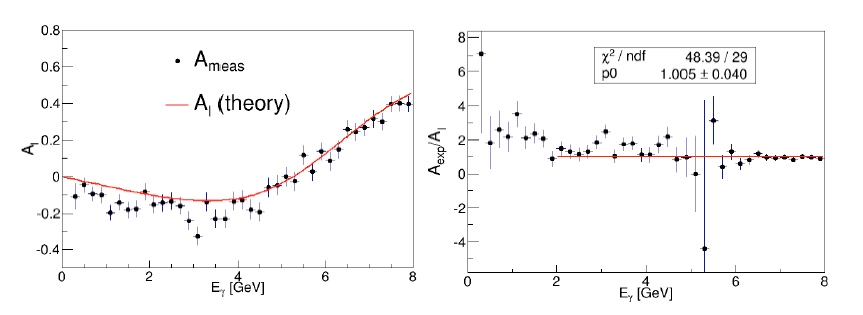 0.8
0.6
0.4
0.2
0
-0.2
-0.4
A_l
A_meas
A_l (theory)
0 2 4 6 8
E_γ [GeV]
8
6
4
2
0
-2
-4
A_exp/A_l
χ² / ndf 48.39 / 29
p0 1.005 ± 0.040
0 2 4 6 8
E_γ [GeV]